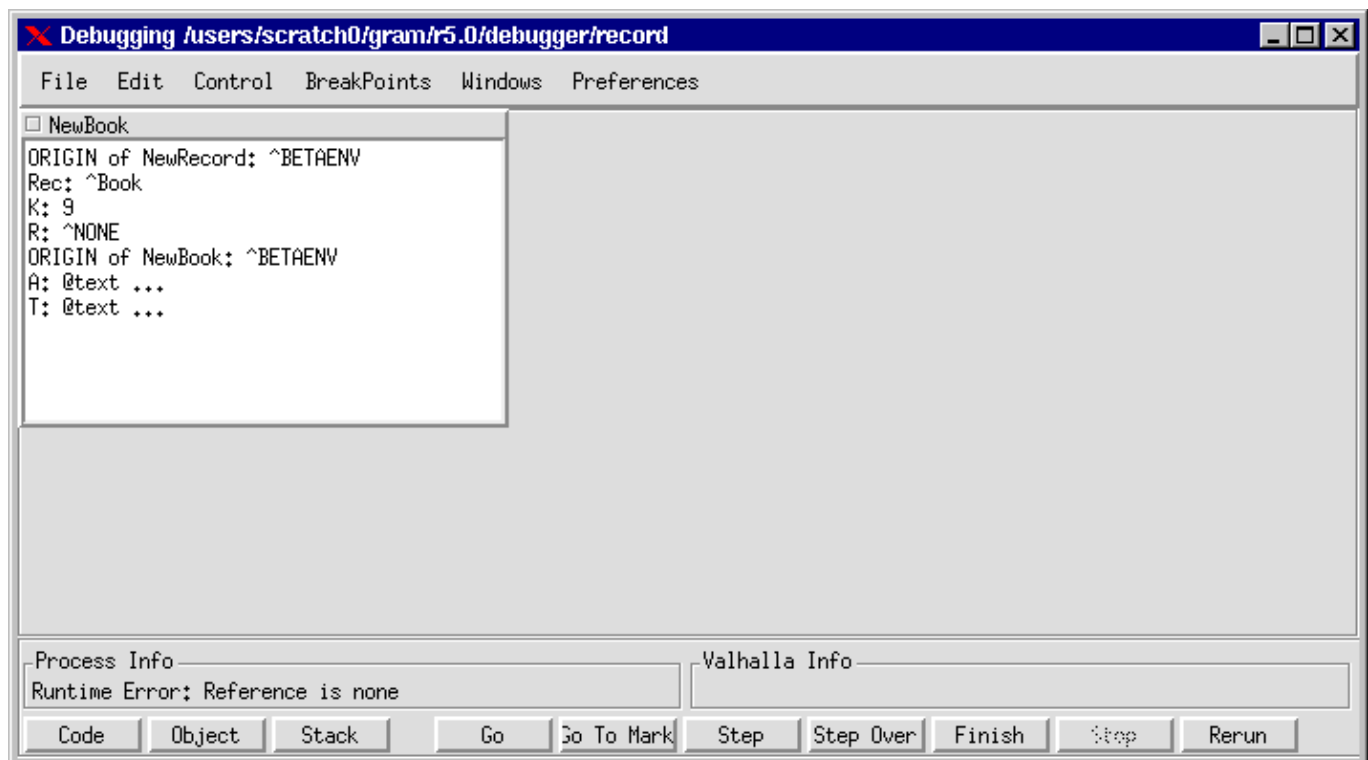 Debugging /users/scratch0/gram/r5.0/debugger/record
File Edit Control BreakPoints Windows Preferences
NewBook
ORIGIN of NewRecord: ^BETAENV
Rec: ^Book
K: 9
R: ^NONE
ORIGIN of NewBook: ^BETAENV
A: @text ...
T: @text ...
Process Info Valhalla Info
Runtime Error: Reference is none
Code Object Stack Go Go To Mark Step Step Over Finish Stop Rerun